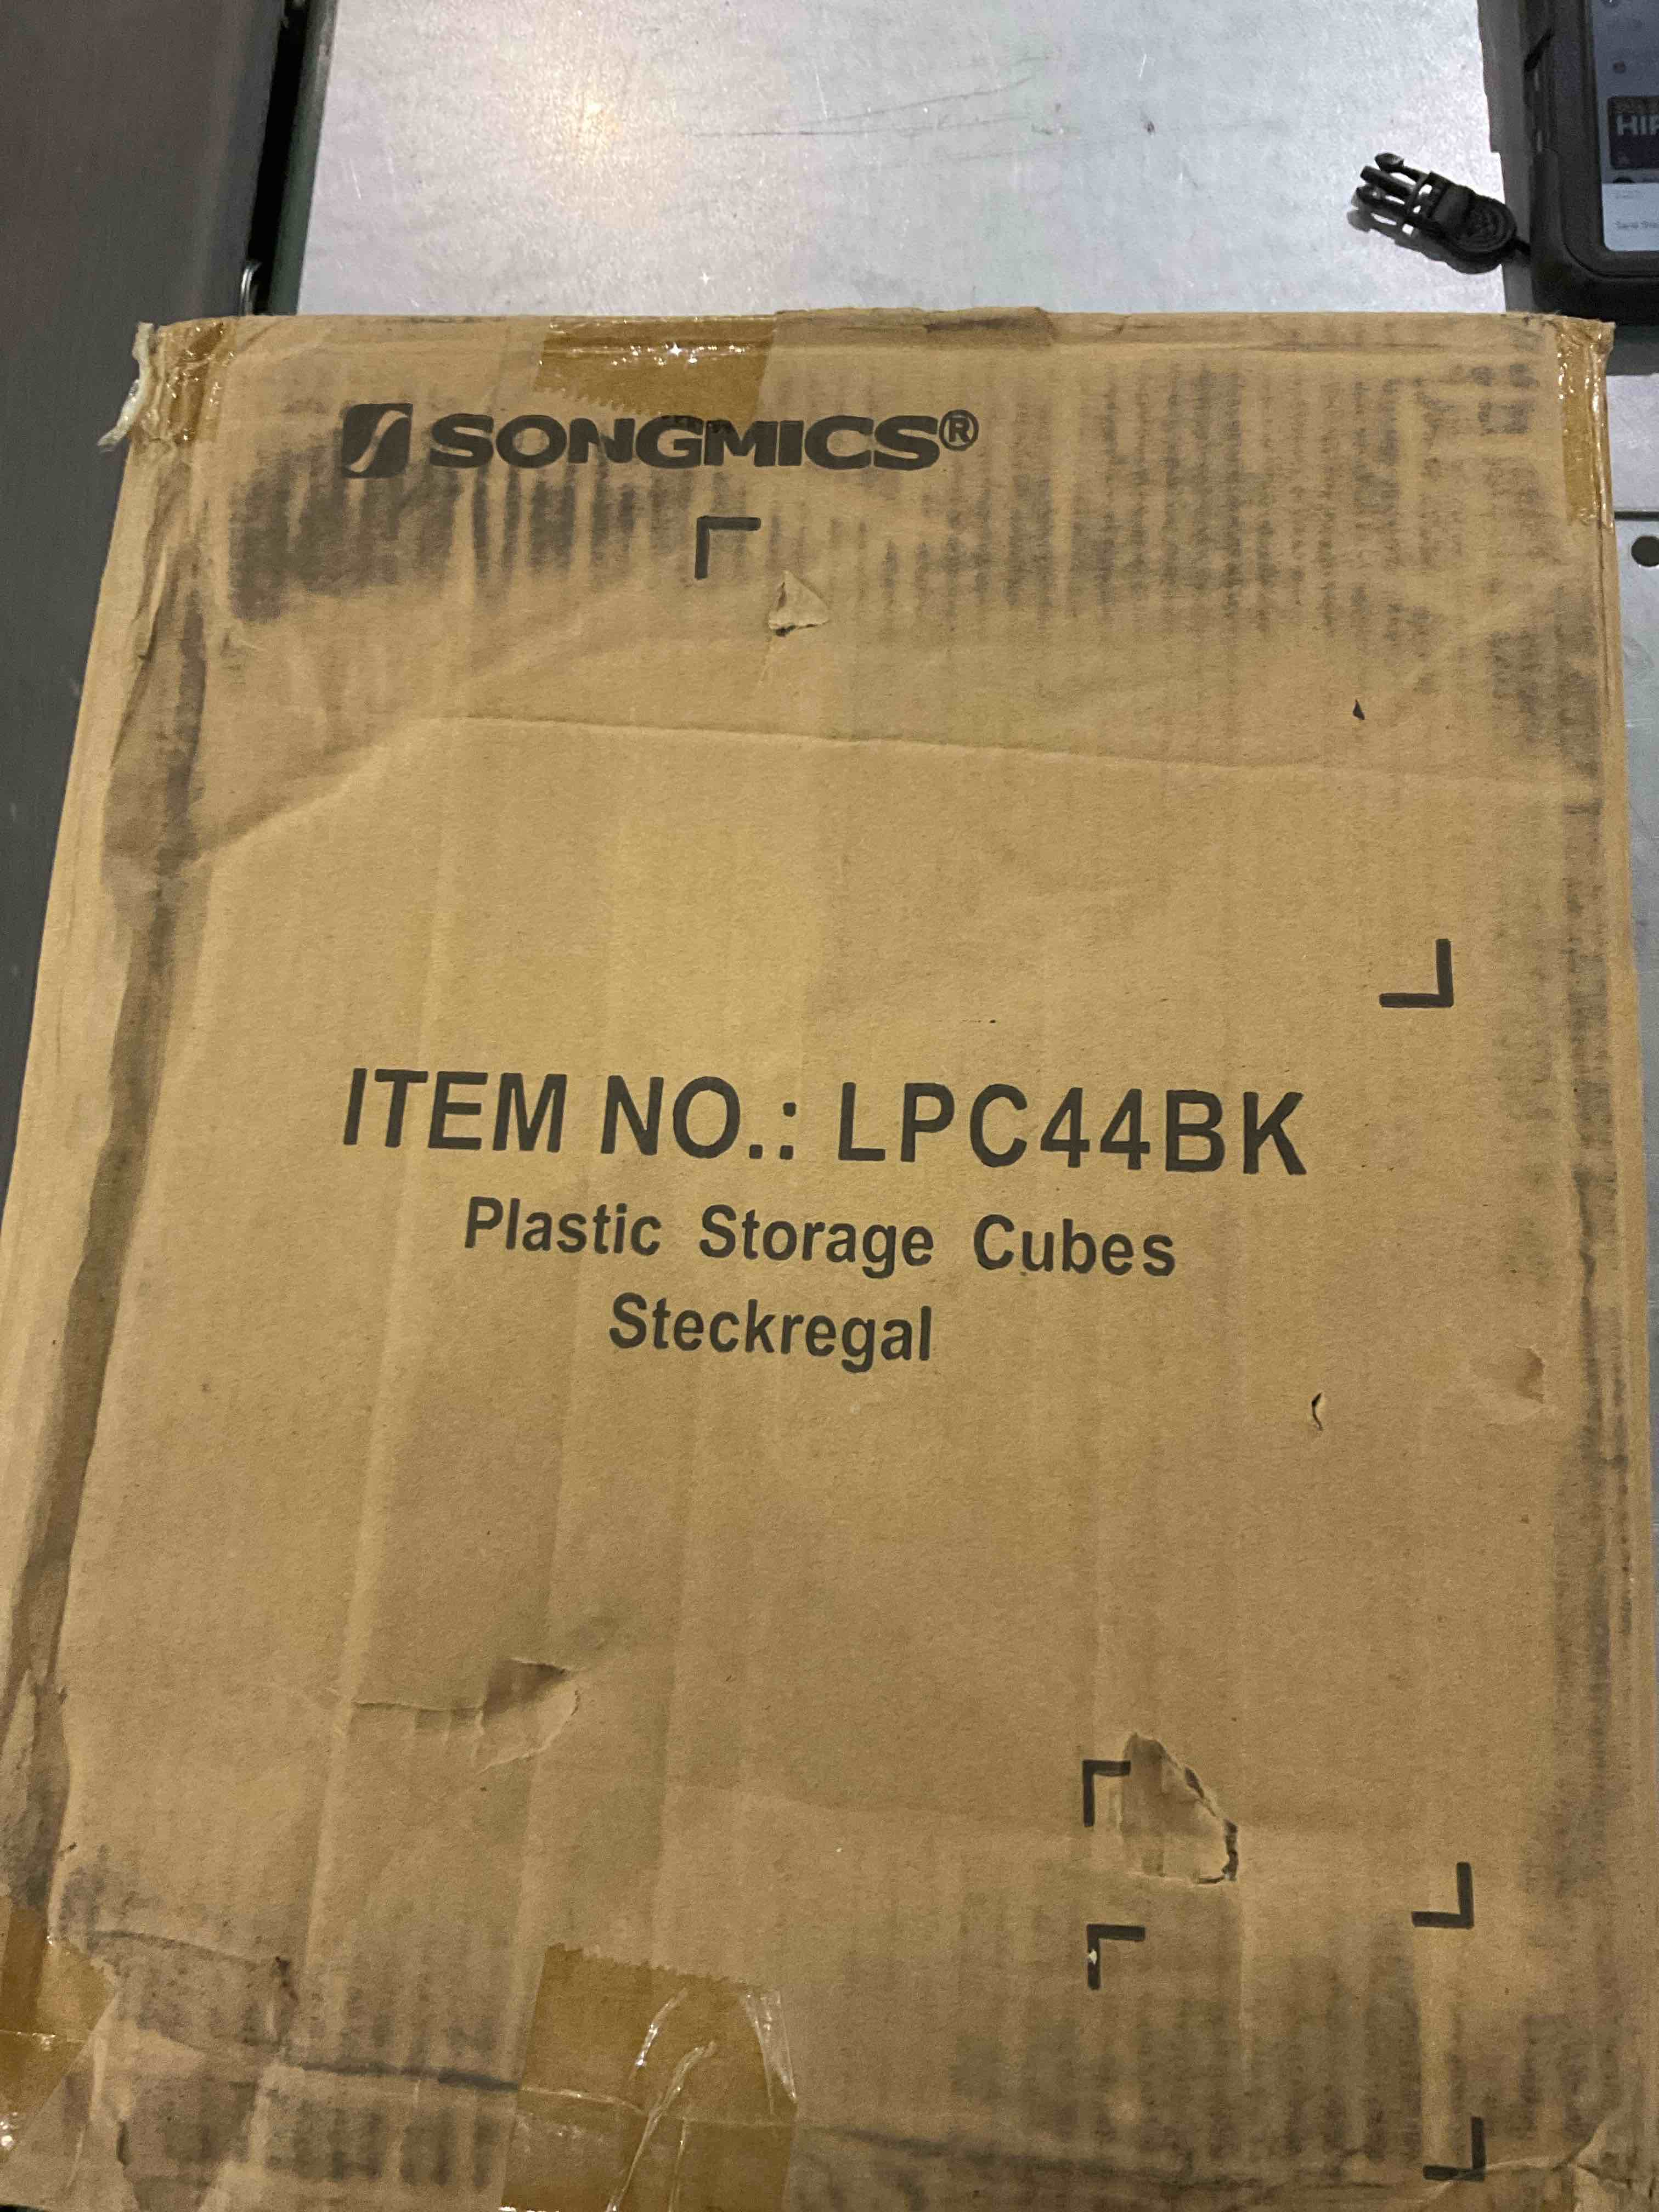 SONGMICS®
ITEM NO.: LPC44BK
Plastic Storage Cubes
Steckregal